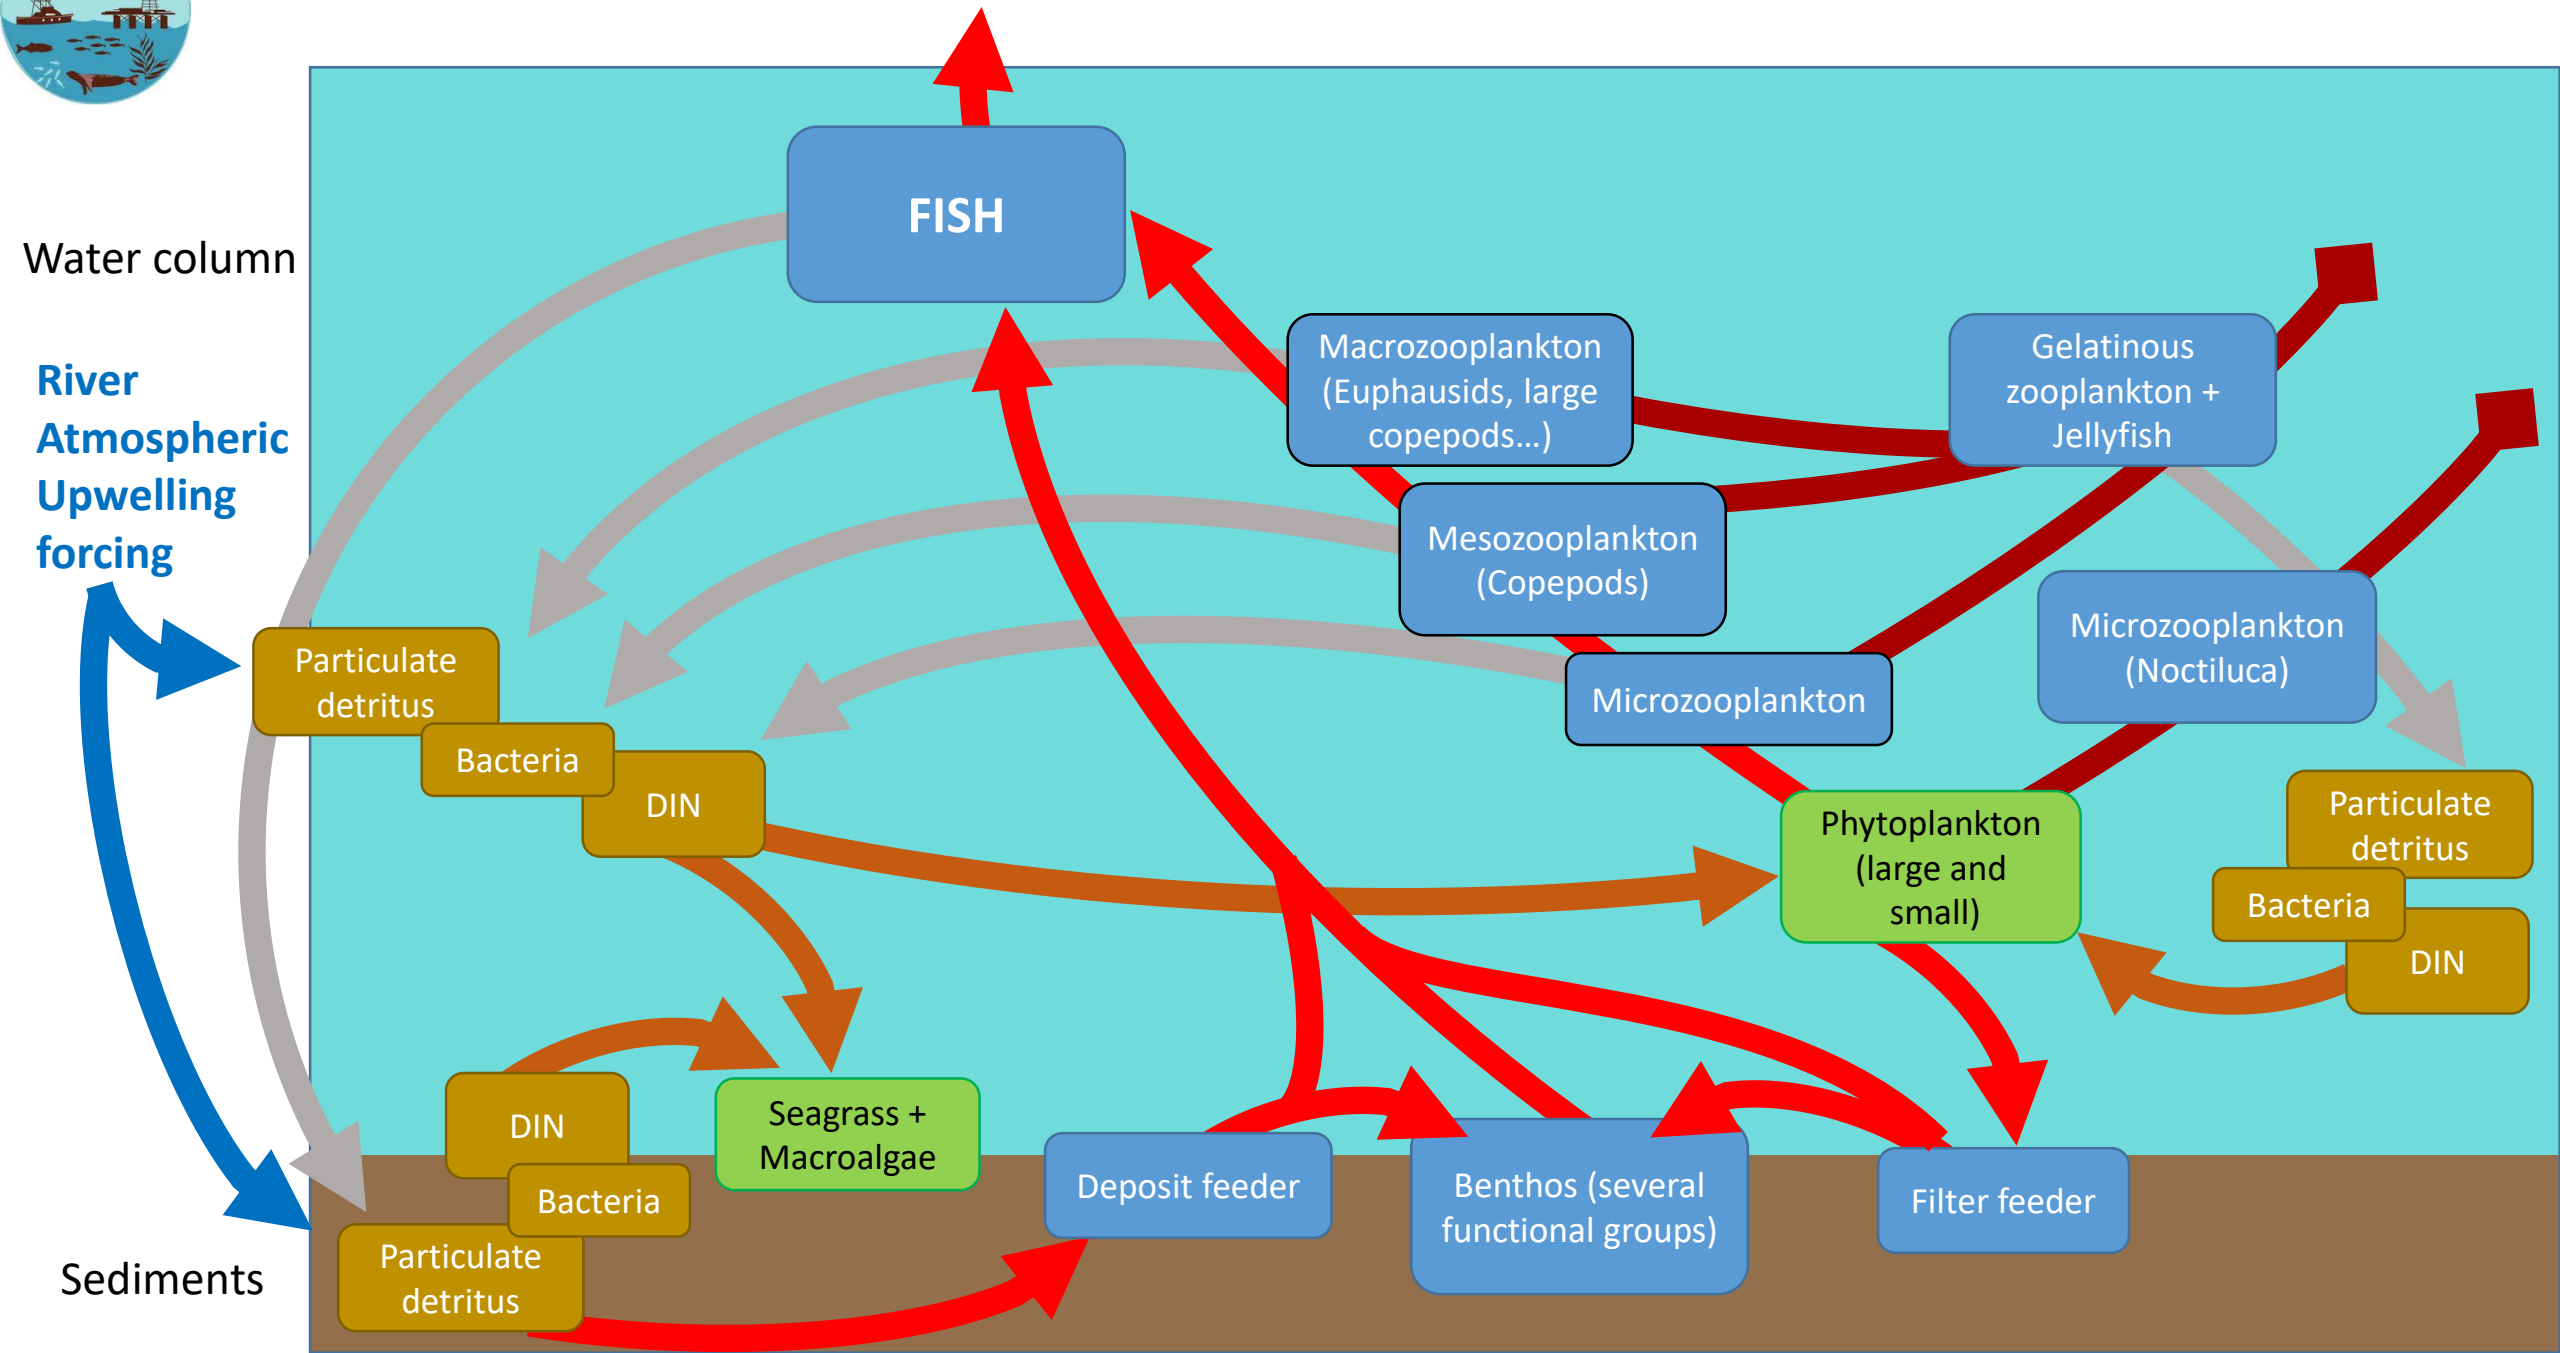 FISH
Water column
River
Atmospheric
Upwelling
forcing
Macrozooplankton
(Euphausids, large
copepods...)
Gelatinous
zooplankton +
Jellyfish
Mesozooplankton
(Copepods)
Microzooplankton
(Noctiluca)
Microzooplankton
Particulate
detritus
Bacteria
DIN
Phytoplankton
(large and
small)
Particulate
detritus
Bacteria
DIN
DIN
Bacteria
Particulate
detritus
Seagrass +
Macroalgae
Deposit feeder
Benthos (several
functional groups)
Filter feeder
Sediments